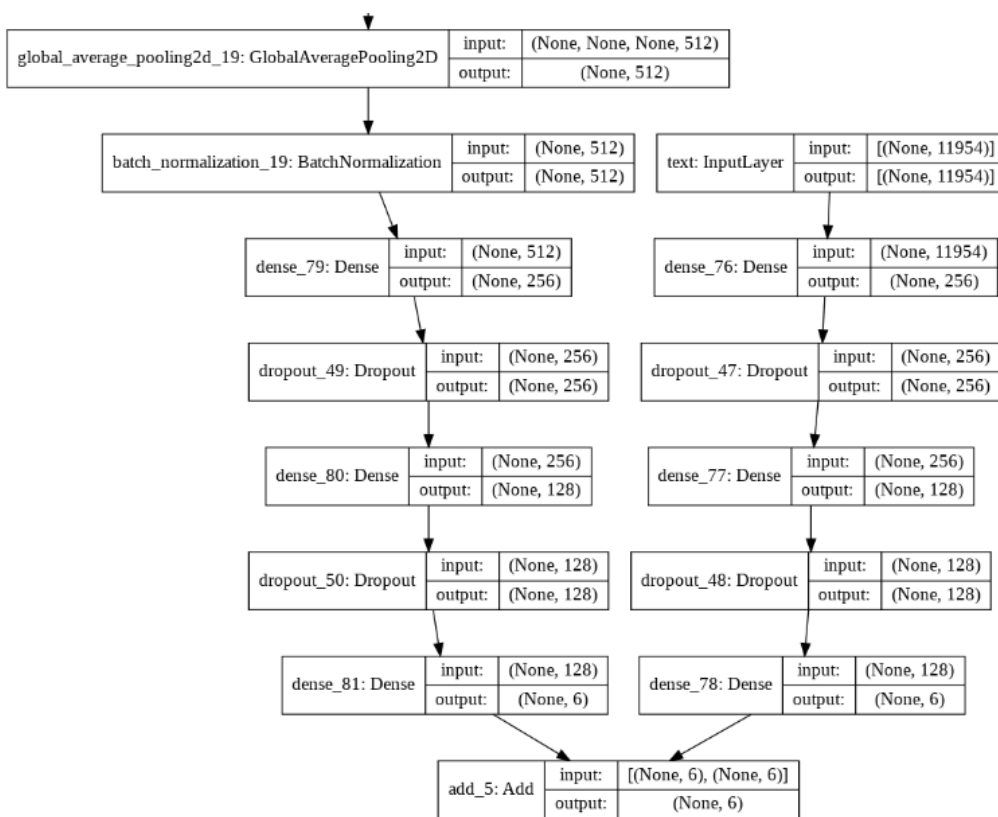 global_average_pooling2d_19: GlobalAveragePooling2D
input: (None, None, None, 512)
output: (None, 512)
batch_normalization_19: BatchNormalization
input: (None, 512)
output: (None, 512)
text: InputLayer
input: [(None, 11954)]
output: [(None, 11954)]
dense_79: Dense
input: (None, 512)
output: (None, 256)
dense_76: Dense
input: (None, 11954)
output: (None, 256)
dropout_49: Dropout
input: (None, 256)
output: (None, 256)
dropout_47: Dropout
input: (None, 256)
output: (None, 256)
dense_80: Dense
input: (None, 256)
output: (None, 128)
dense_77: Dense
input: (None, 256)
output: (None, 128)
dropout_50: Dropout
input: (None, 128)
output: (None, 128)
dropout_48: Dropout
input: (None, 128)
output: (None, 128)
dense_81: Dense
input: (None, 128)
output: (None, 6)
dense_78: Dense
input: (None, 128)
output: (None, 6)
add_5: Add
input: [(None, 6), (None, 6)]
output: (None, 6)